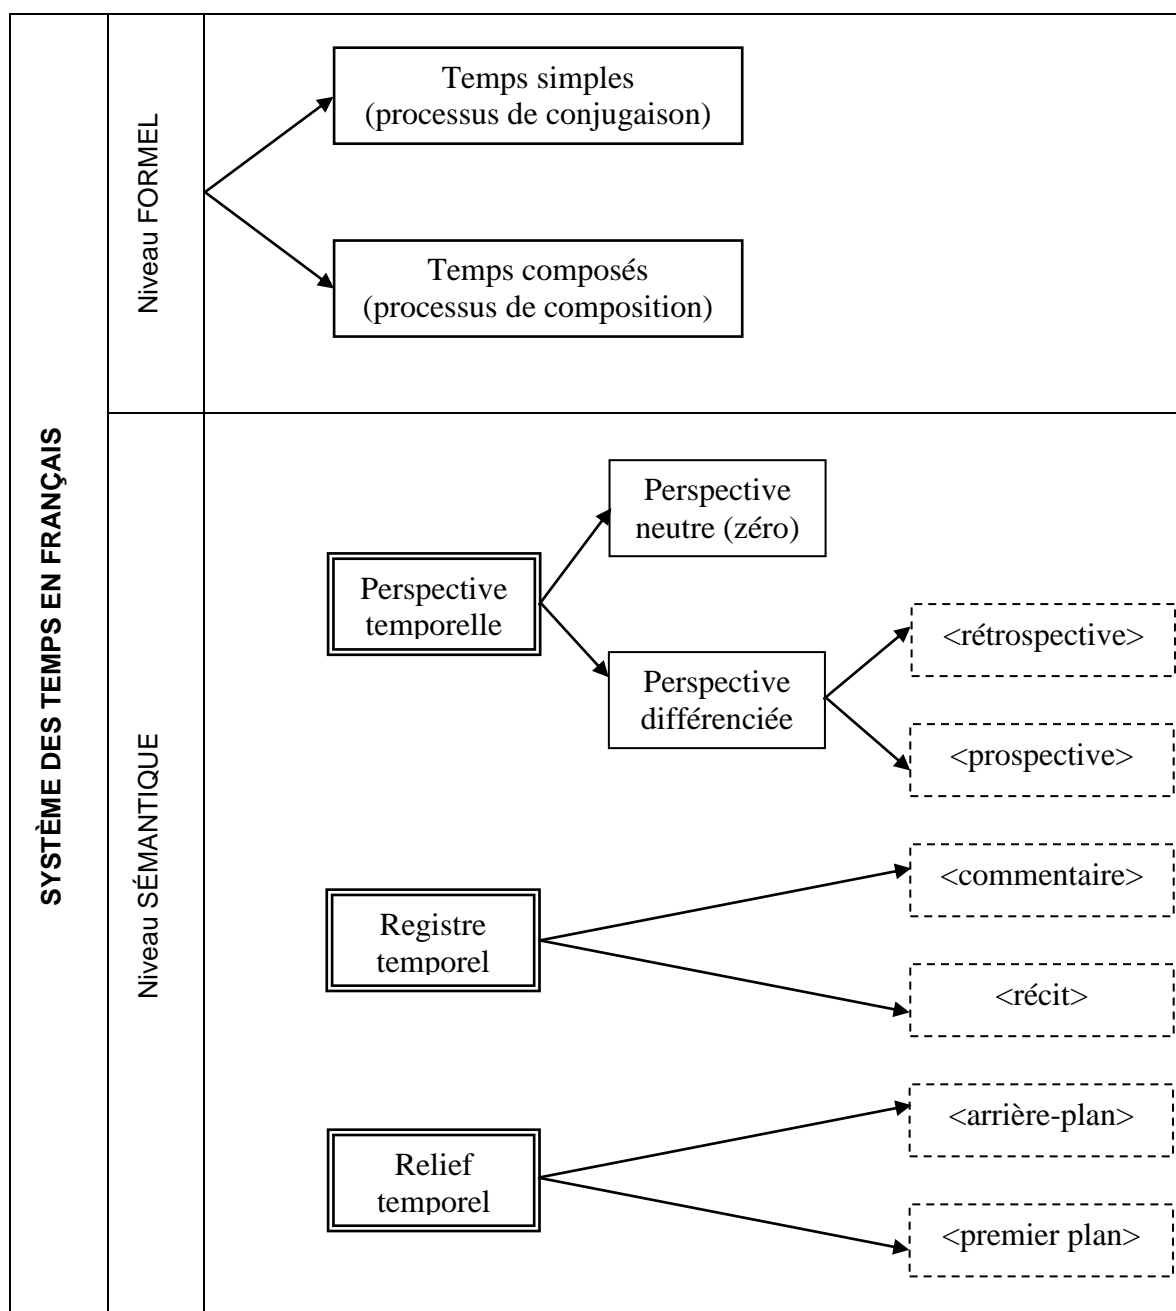 SYSTÈME DES TEMPS EN FRANÇAIS
Niveau FORMEL
Temps simples
(processus de conjugaison)
Temps composés
(processus de composition)
Niveau SÉMANTIQUE
Perspective
temporelle
Perspective
neutre (zéro)
Perspective
différenciée
<rétrospective>
<prospective>
Registre
temporel
<commentaire>
<récit>
Relief
temporel
<arrière-plan>
<premier plan>